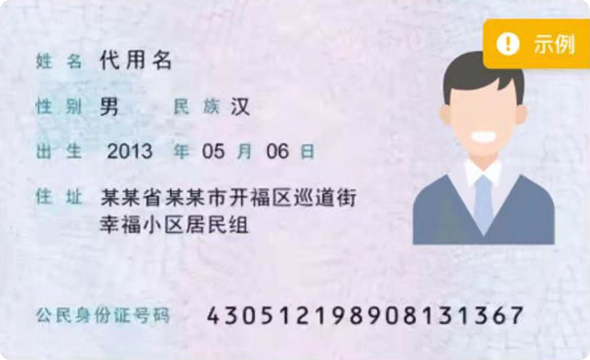 示例
姓名 代用名
性别 男 民族 汉
出生 2013 年 05 月 06 日
住址 某某省某某市开福区巡道街
幸福小区居民组
公民身份证号码 430512198908131367